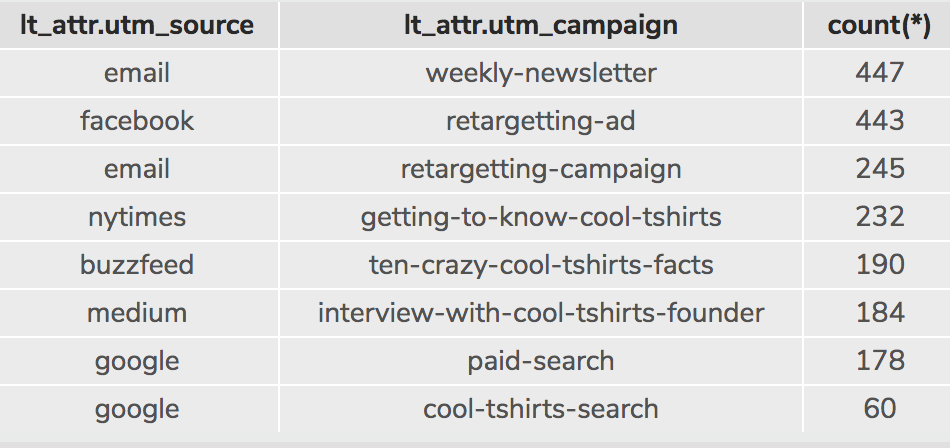 lt_attr.utm_source lt_attr.utm_campaign count(*)
email weekly-newsletter 447
facebook retargetting-ad 443
email retargetting-campaign 245
nytimes getting-to-know-cool-tshirts 232
buzzfeed ten-crazy-cool-tshirts-facts 190
medium interview-with-cool-tshirts-founder 184
google paid-search 178
google cool-tshirts-search 60